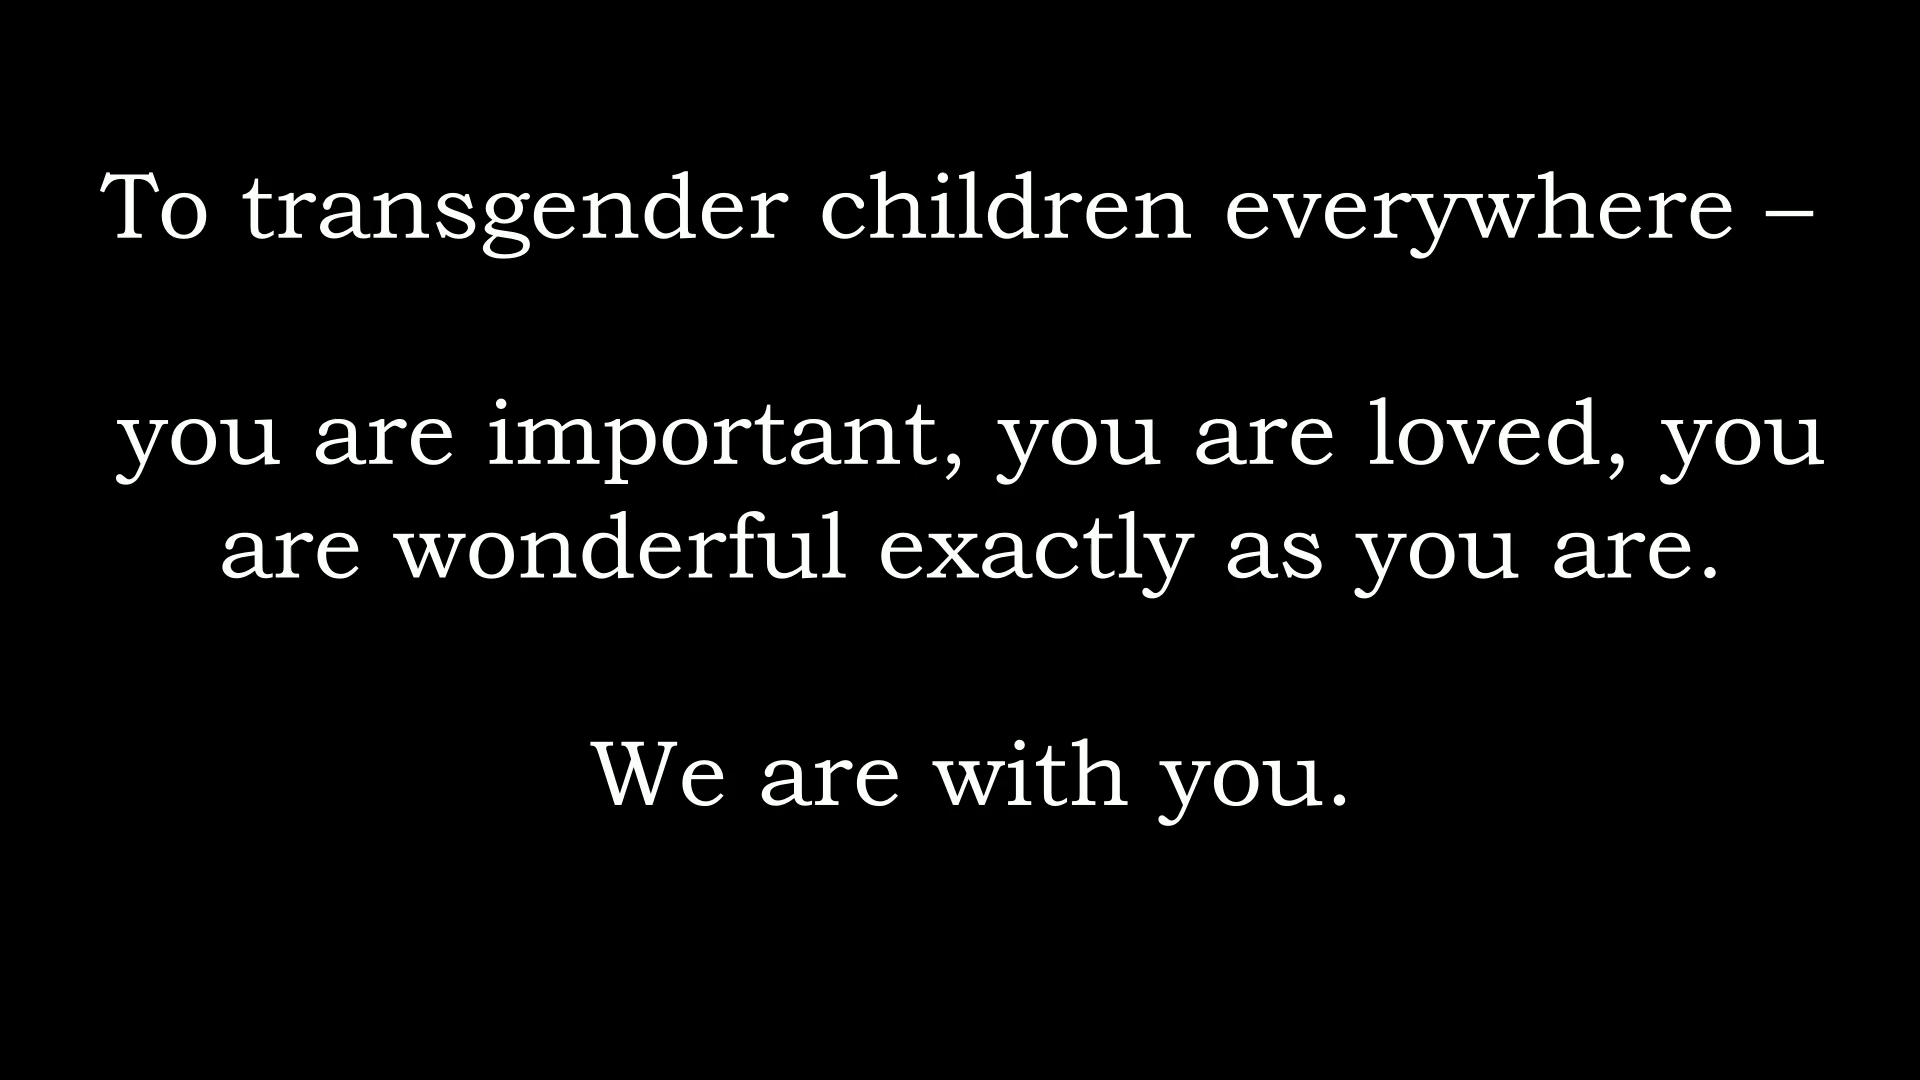 To transgender children everywhere –
you are important, you are loved, you
are wonderful exactly as you are.
We are with you.